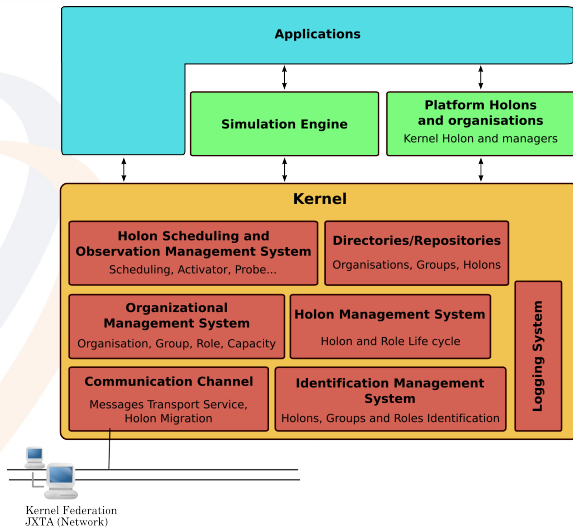 Applications
Simulation Engine
Platform Holons
and organisations
Kernel Holon and managers
Kernel
Holon Scheduling and
Observation Management System
Scheduling, Activator, Probe...
Directories/Repositories
Organisations, Groups, Holons
Organizational
Management System
Organisation, Group, Role, Capacity
Holon Management System
Holon and Role Life cycle
Logging System
Communication Channel
Messages Transport Service,
Holon Migration
Identification Management
System
Holons, Groups and Roles Identification
Kernel Federation
JXTA (Network)